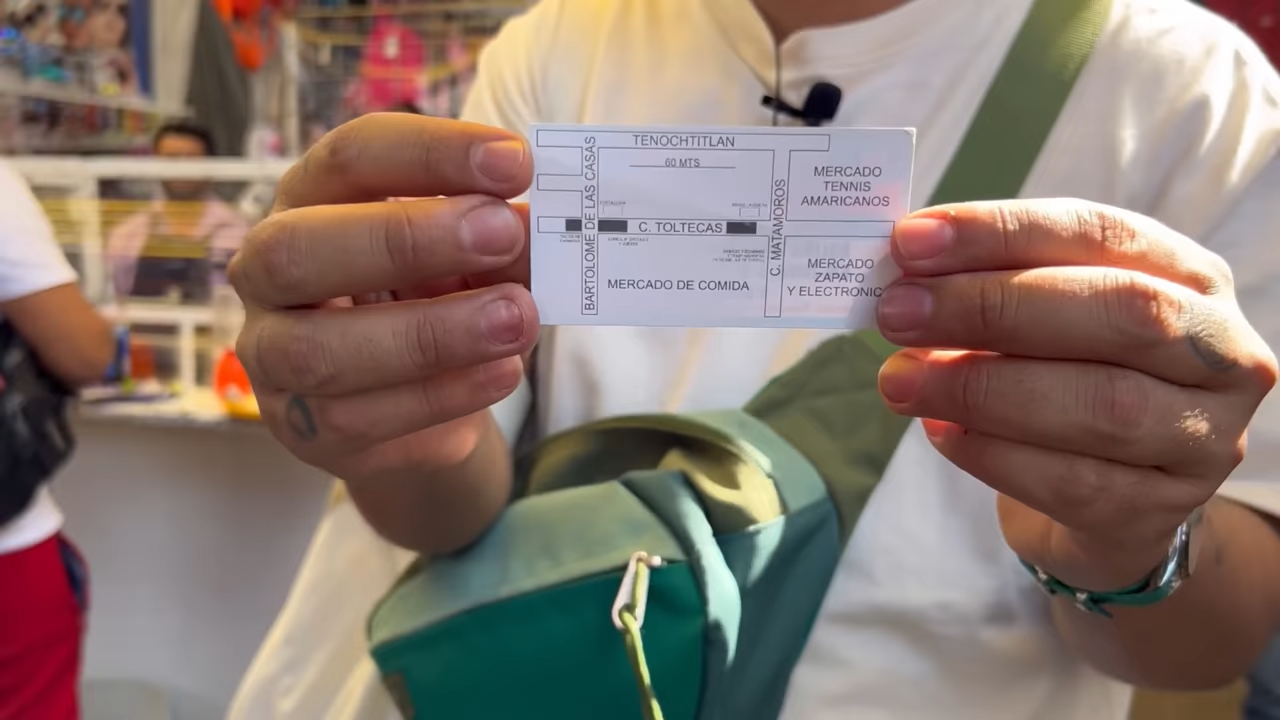 TENOCHTITLAN
60 MTS
BARTOLOME DE LAS CASAS
C. TOLTECAS
C. MATAMOROS
MERCADO
TENNIS
AMARICANOS
MERCADO DE COMIDA
MERCADO
ZAPATO
Y ELECTRONIC